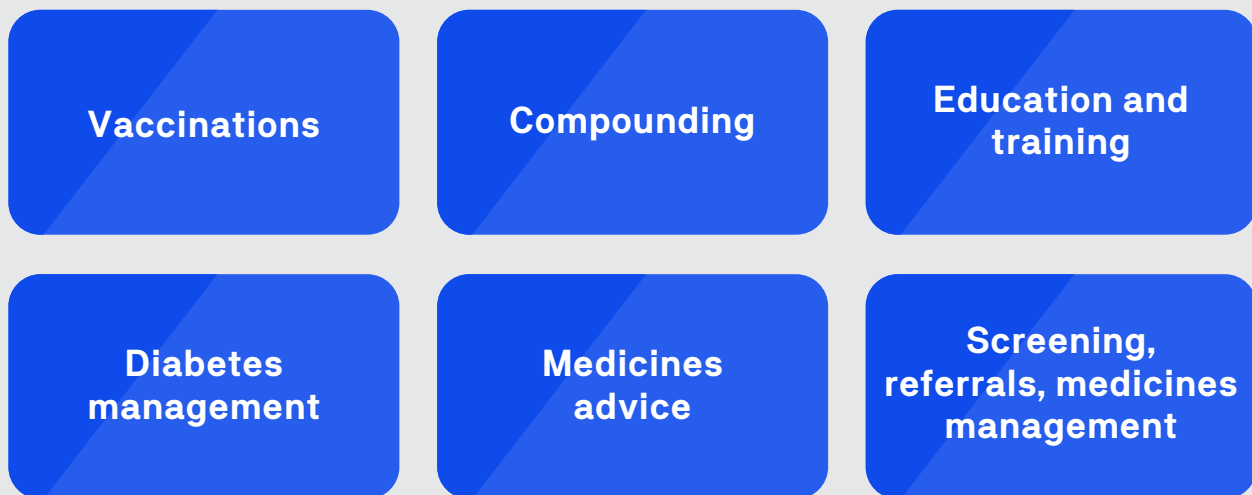 Vaccinations
Compounding
Education and
training
Diabetes
management
Medicines
advice
Screening,
referrals, medicines
management